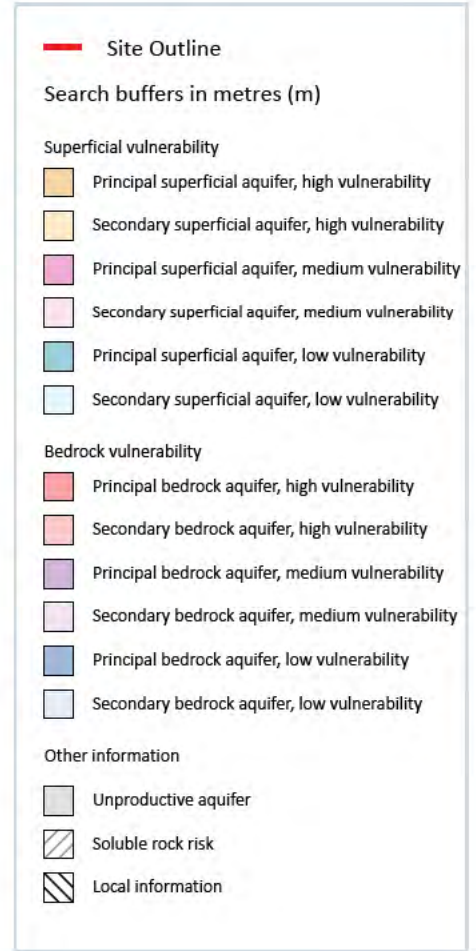 Site Outline
Search buffers in metres (m)
Superficial vulnerability
Principal superficial aquifer, high vulnerability
Secondary superficial aquifer, high vulnerability
Principal superficial aquifer, medium vulnerability
Secondary superficial aquifer, medium vulnerability
Principal superficial aquifer, low vulnerability
Secondary superficial aquifer, low vulnerability
Bedrock vulnerability
Principal bedrock aquifer, high vulnerability
Secondary bedrock aquifer, high vulnerability
Principal bedrock aquifer, medium vulnerability
Secondary bedrock aquifer, medium vulnerability
Principal bedrock aquifer, low vulnerability
Secondary bedrock aquifer, low vulnerability
Other information
Unproductive aquifer
Soluble rock risk
Local information